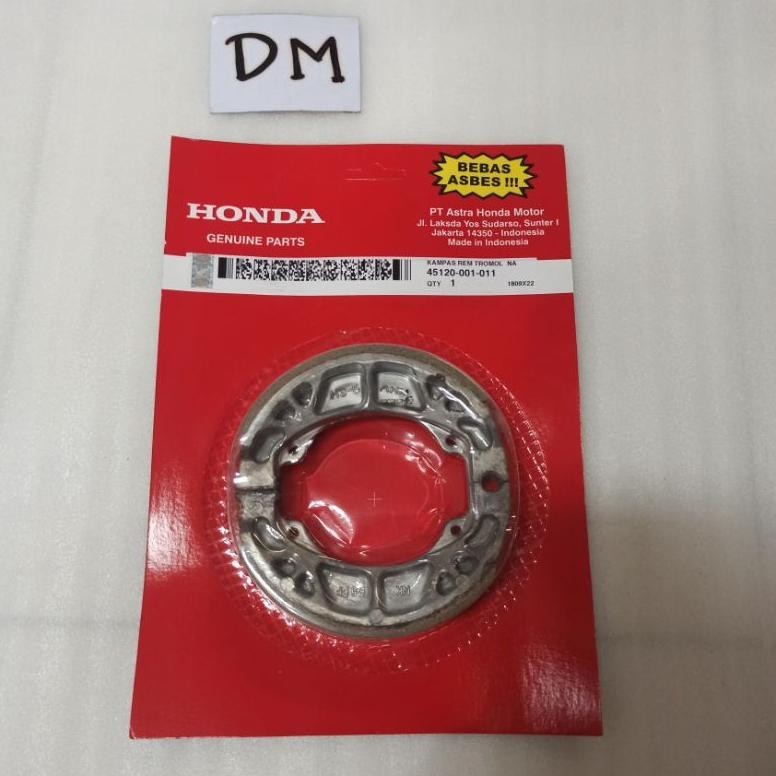 DM
BEBAS
ASBES !!!
HONDA
GENUINE PARTS
PT Astra Honda Motor
Jl. Laksda Yos Sudarso, Sunter I
Jakarta 14350 - Indonesia
Made in Indonesia
KAMPAS REM TROMOL NA
45120-001-011
QTY 1 1809X22